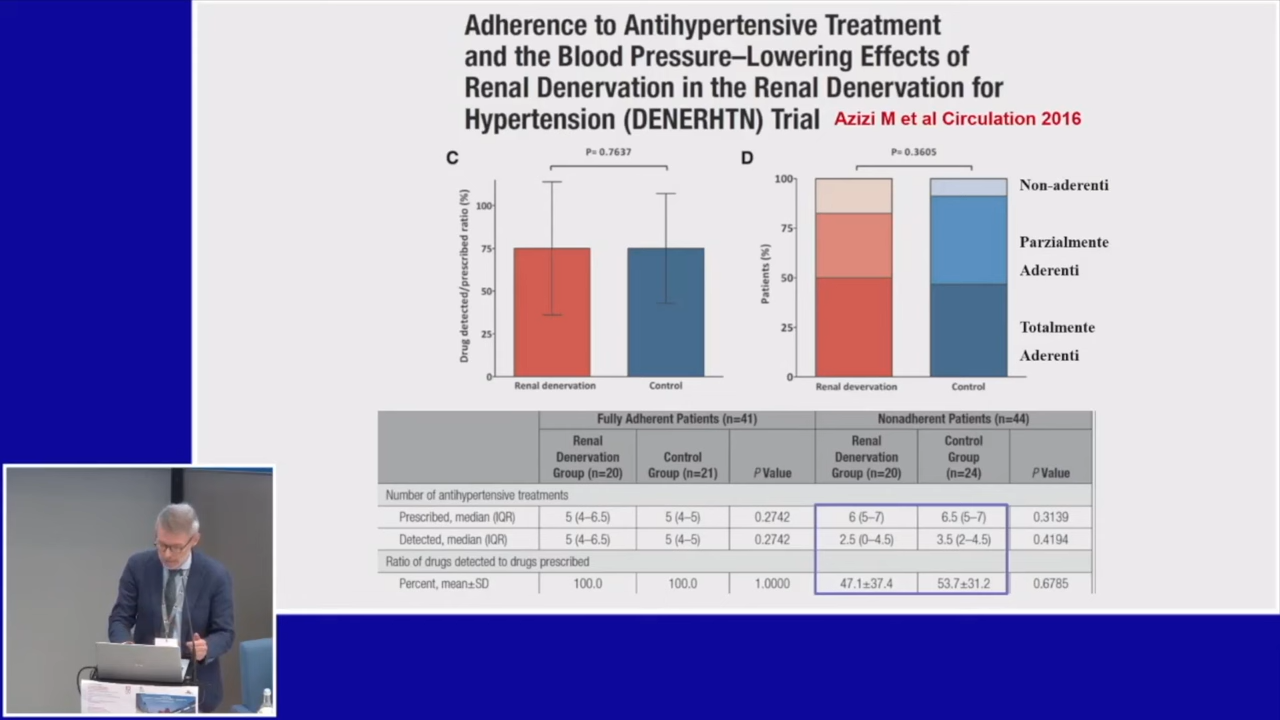 Adherence to Antihypertensive Treatment
and the Blood Pressure–Lowering Effects of
Renal Denervation in the Renal Denervation for
Hypertension (DENERHTN) Trial Azizi M et al Circulation 2016
C
P= 0.7637
Drug detected/prescribed ratio (%)
100
75
50
25
0
Renal denervation Control
D
P= 0.3605
Patients (%)
100
75
50
25
0
Renal devervation Control
Non-aderenti
Parzialmente
Aderenti
Totalmente
Aderenti
Fully Adherent Patients (n=41) Nonadherent Patients (n=44)
Renal
Denervation
Group (n=20)
Control
Group (n=21)
P Value
Renal
Denervation
Group (n=20)
Control
Group
(n=24)
P Value
Number of antihypertensive treatments
Prescribed, median (IQR) 5 (4–6.5) 5 (4–5) 0.2742 6 (5–7) 6.5 (5–7) 0.3139
Detected, median (IQR) 5 (4–6.5) 5 (4–5) 0.2742 2.5 (0–4.5) 3.5 (2–4.5) 0.4194
Ratio of drugs detected to drugs prescribed
Percent, mean±SD 100.0 100.0 1.0000 47.1±37.4 53.7±31.2 0.6785